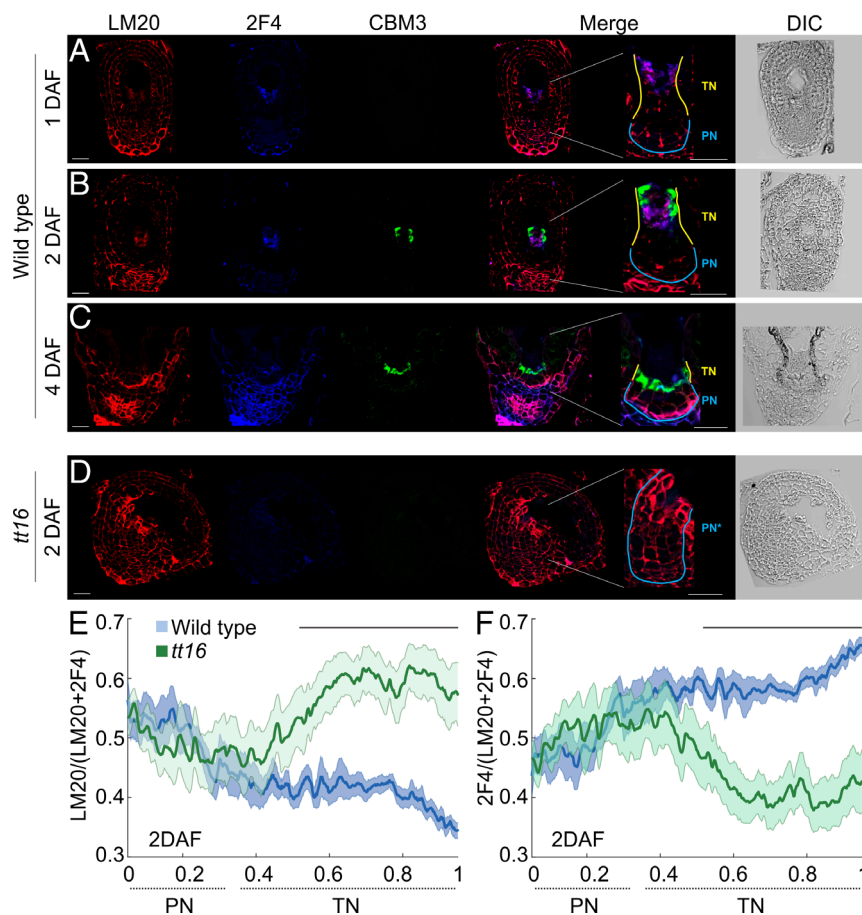 LM20 2F4 CBM3 Merge DIC
Wild type
A
1 DAF
TN
PN
B
2 DAF
TN
PN
C
4 DAF
TN
PN
tt16
D
2 DAF
PN*
*
E
Wild type
tt16
LM20/(LM20+2F4)
0.7
0.6
0.5
0.4
0.3
2DAF
0 0.2 0.4 0.6 0.8 1
PN TN
F
2F4/(LM20+2F4)
0.7
0.6
0.5
0.4
0.3
2DAF
0 0.2 0.4 0.6 0.8 1
PN TN